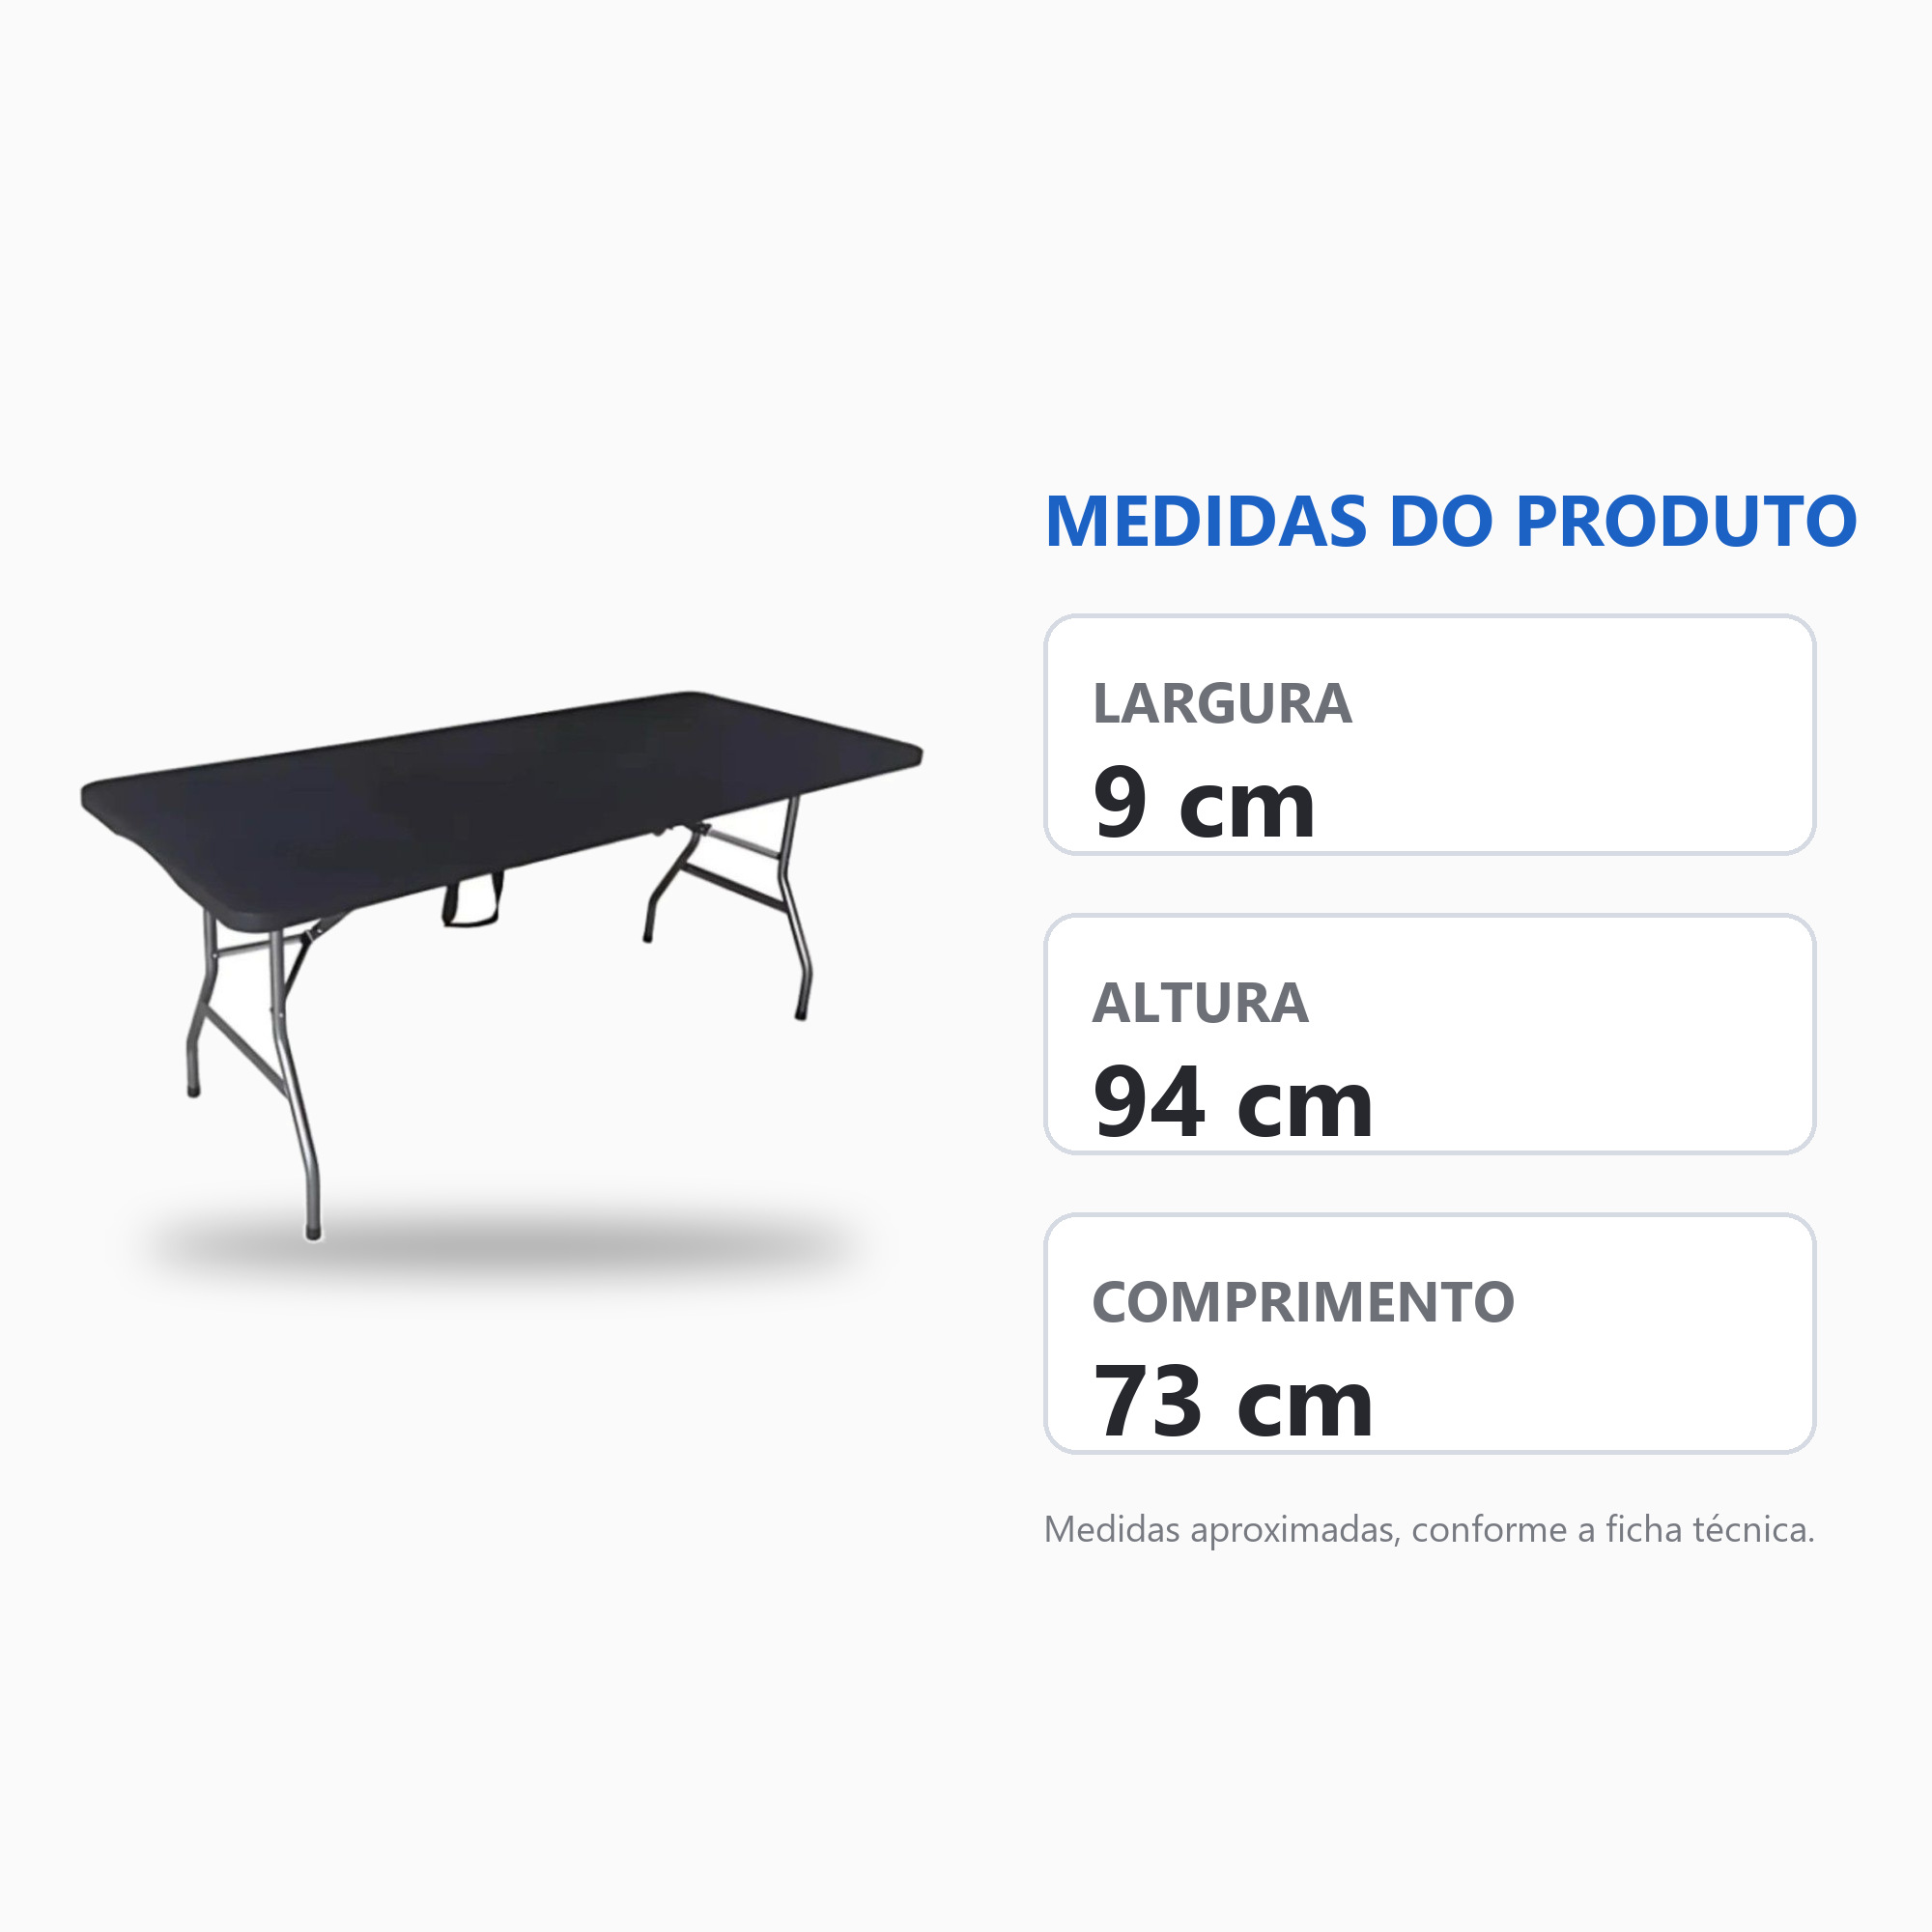 MEDIDAS DO PRODUTO
LARGURA
9 cm
ALTURA
94 cm
COMPRIMENTO
73 cm
Medidas aproximadas, conforme a ficha técnica.